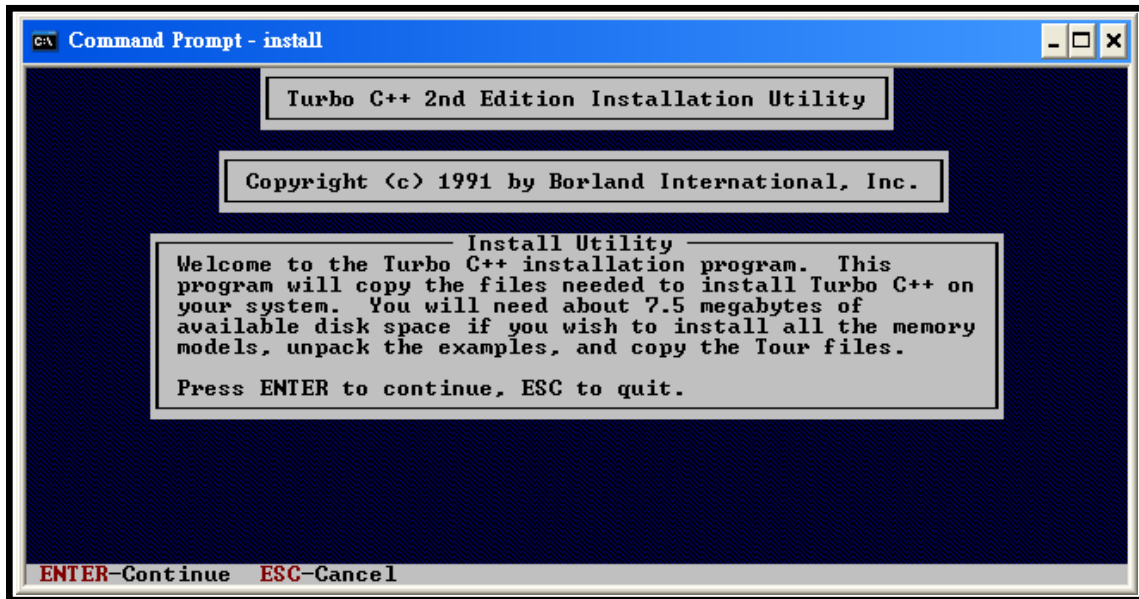 Command Prompt - install
Turbo C++ 2nd Edition Installation Utility
Copyright (c) 1991 by Borland International, Inc.
Install Utility
Welcome to the Turbo C++ installation program. This
program will copy the files needed to install Turbo C++ on
your system. You will need about 7.5 megabytes of
available disk space if you wish to install all the memory
models, unpack the examples, and copy the Tour files.
Press ENTER to continue, ESC to quit.
ENTER-Continue ESC-Cancel